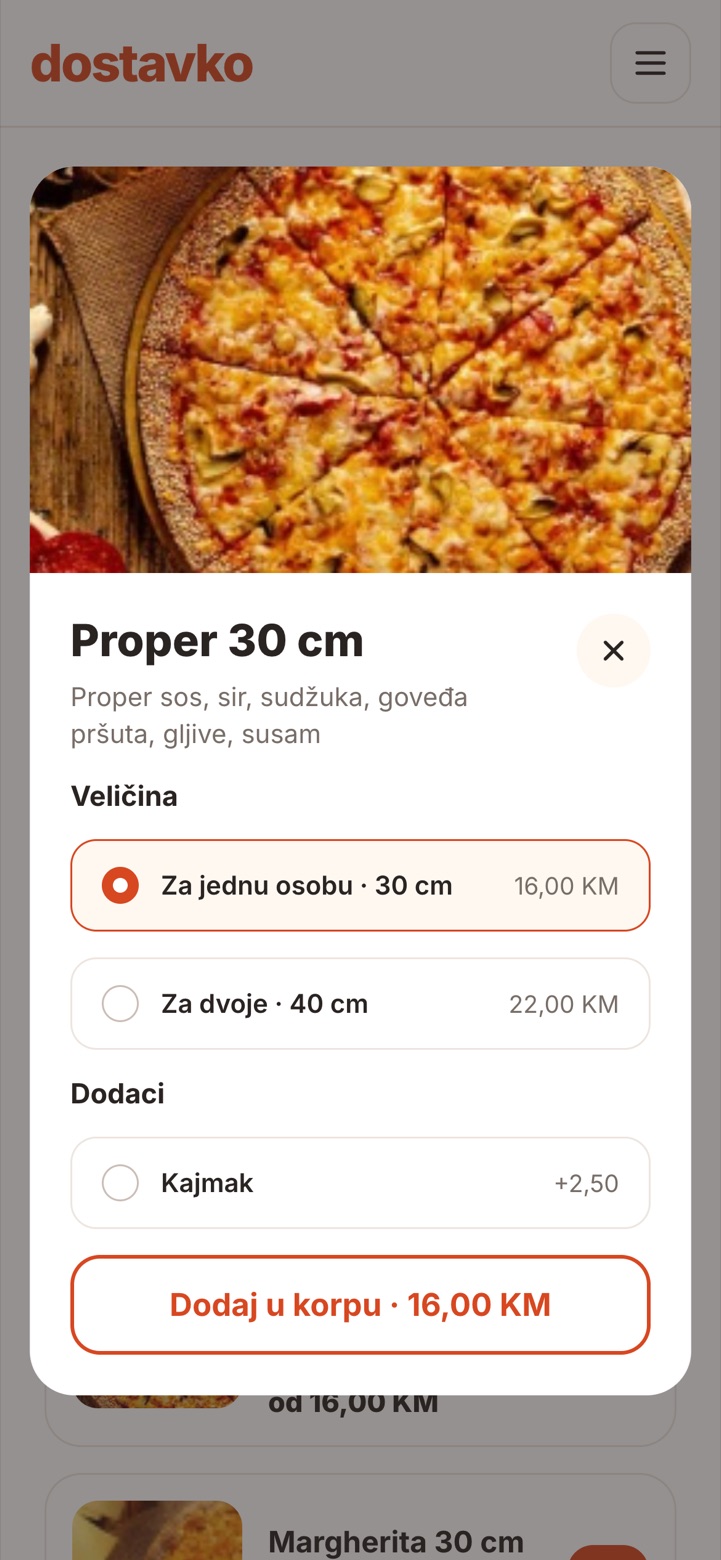 dostavko
Proper 30 cm
Proper sos, sir, sudžuka, goveđa
pršuta, gljive, susam
Veličina
Za jednu osobu · 30 cm 16,00 KM
Za dvoje · 40 cm 22,00 KM
Dodaci
Kajmak +2,50
Dodaj u korpu · 16,00 KM
od 16,00 KM
Margherita 30 cm